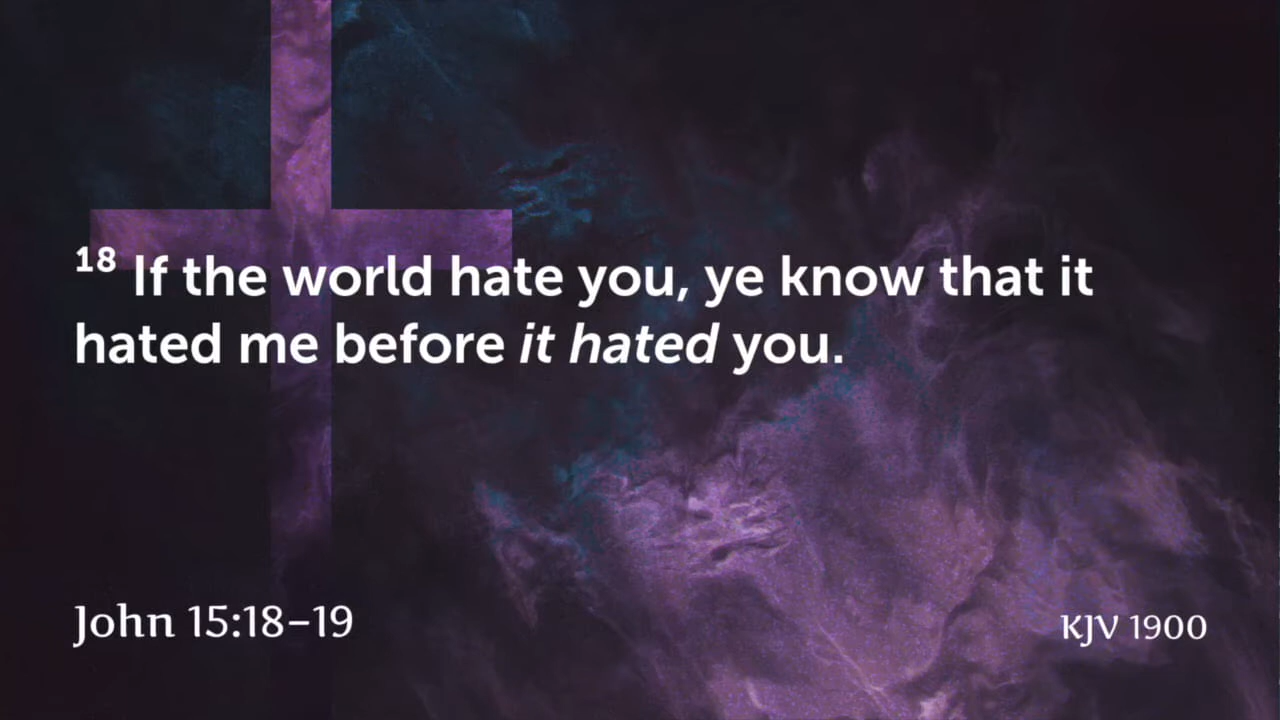 18 If the world hate you, ye know that it
hated me before it hated you.
John 15:18–19
KJV 1900